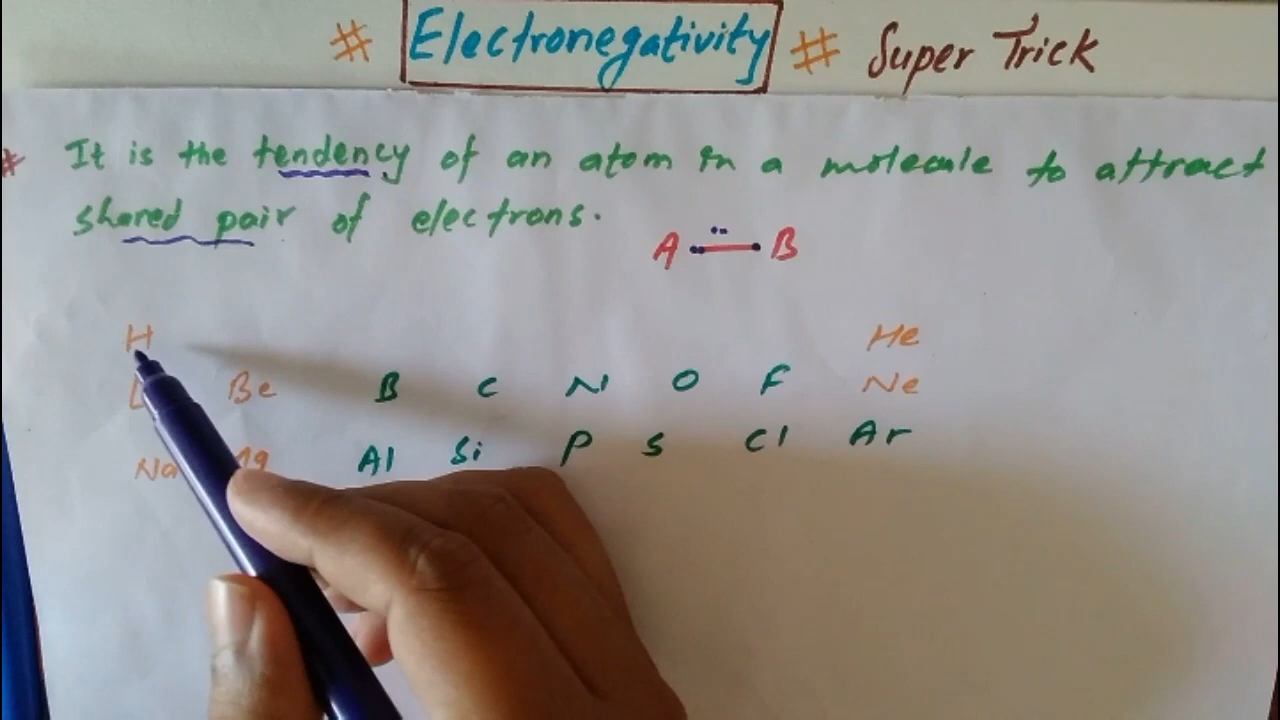 # Electronegativity # Super Trick
* It is the tendency of an atom in a molecule to attract
shared pair of electrons.
A B
H He
Be B C N O F Ne
Na Al Si P S Cl Ar